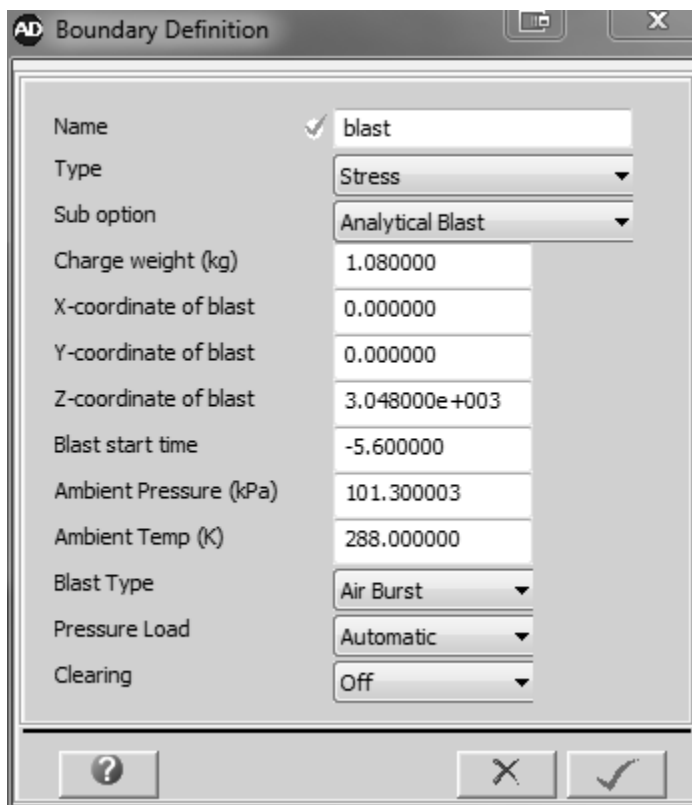 AD Boundary Definition
Name blast
Type Stress
Sub option Analytical Blast
Charge weight (kg) 1.080000
X-coordinate of blast 0.000000
Y-coordinate of blast 0.000000
Z-coordinate of blast 3.048000e+003
Blast start time -5.600000
Ambient Pressure (kPa) 101.300003
Ambient Temp (K) 288.000000
Blast Type Air Burst
Pressure Load Automatic
Clearing Off
?